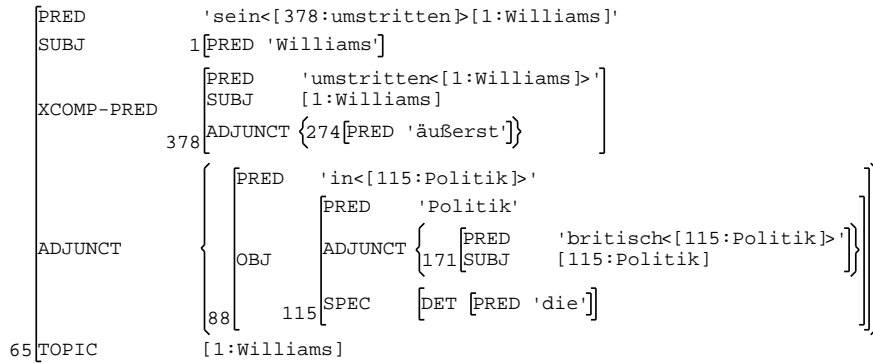 PRED 'sein<[378:umstritten]>[1:Williams]'
SUBJ 1[PRED 'Williams']
PRED 'umstritten<[1:Williams]>'
XCOMP-PRED SUBJ [1:Williams]
378 ADJUNCT {274[PRED 'äußerst']}
PRED 'in<[115:Politik]>'
PRED 'Politik'
ADJUNCT OBJ ADJUNCT {171[PRED 'britisch<[115:Politik]>'
SUBJ [115:Politik]]}
88 115 SPEC [DET [PRED 'die']]
65 TOPIC [1:Williams]